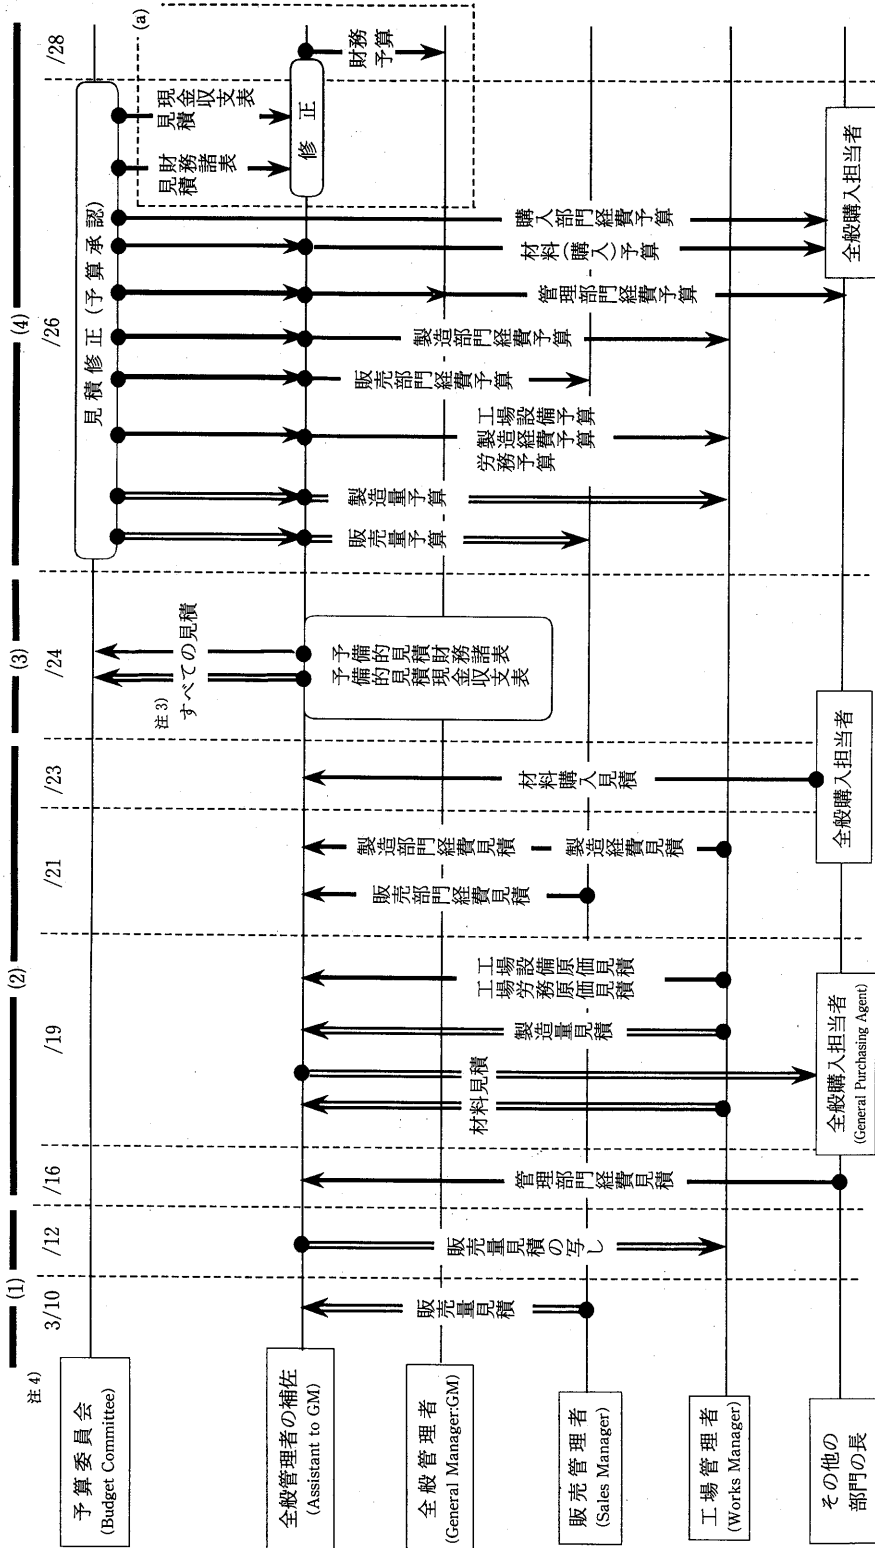 注4)
(1)
(2)
(3)
(4)
3/10
/12
/16
/19
/21
/23
/24
/26
/28
予算委員会
(Budget Committee)
全般管理者の補佐
(Assistant to GM)
全般管理者
(General Manager:GM)
販売管理者
(Sales Manager)
工場管理者
(Works Manager)
その他の
部門の長
販売量見積
販売量見積の写し
管理部門経費見積
材料見積
製造量見積
工場設備原価見積
工場労務原価見積
全般購入担当者
(General Purchasing Agent)
販売部門経費見積
製造部門経費見積
製造経費見積
材料購入見積
全般購入担当者
注3)
すべての見積
予備的見積財務諸表
予備的見積現金収支表
見積修正(予算承認)
販売量予算
製造量予算
工場設備予算
製造経費予算
労務予算
販売部門経費予算
製造部門経費予算
管理部門経費予算
材料(購入)予算
購入部門経費予算
全般購入担当者
(a)
見積財務諸表
見積現金収支表
修正
財務予算